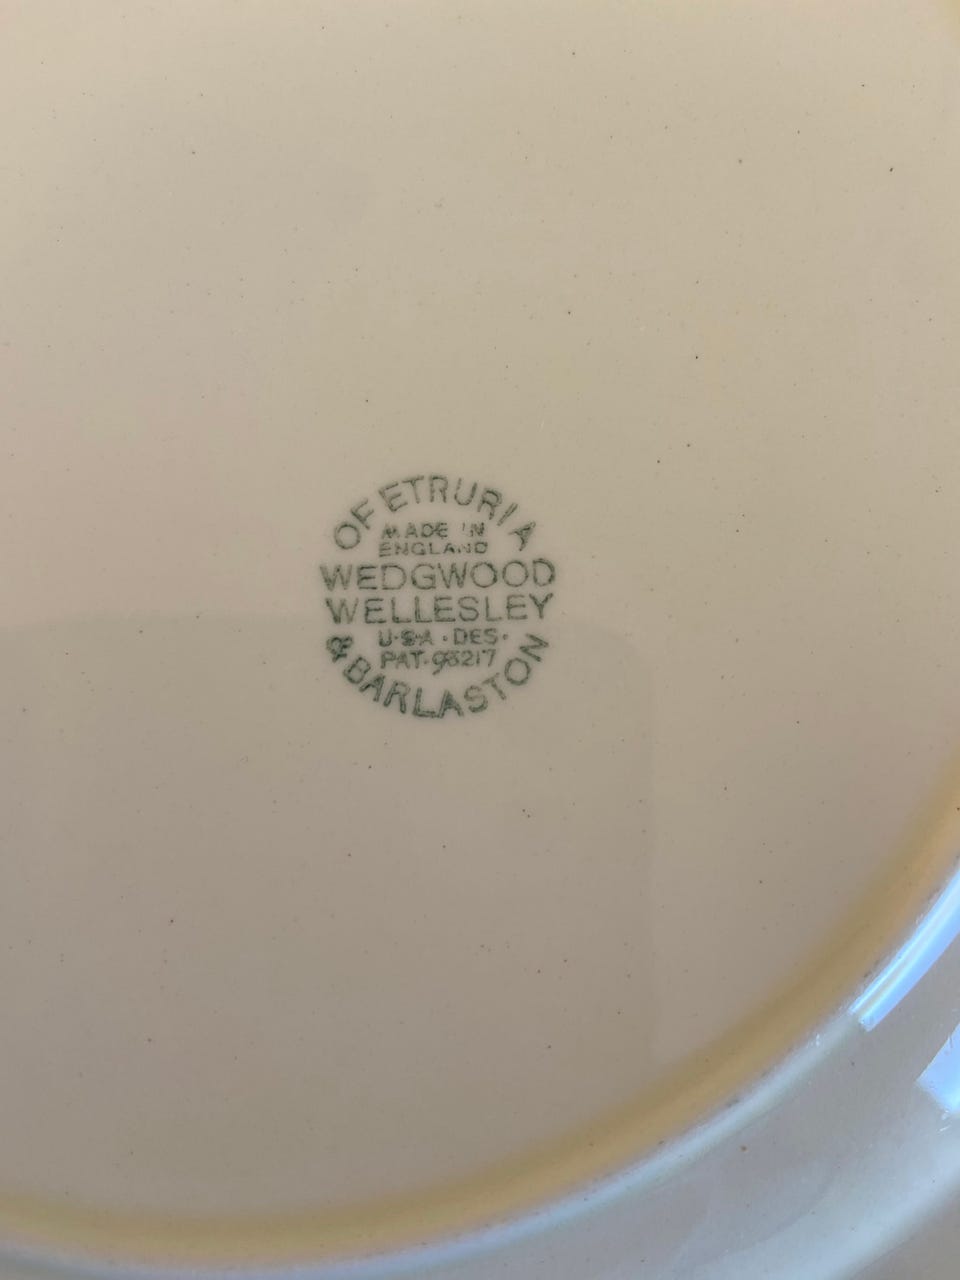 OF ETRURIA
MADE IN
ENGLAND
WEDGWOOD
WELLESLEY
U·S·A·DES·
PAT·98217
& BARLASTON